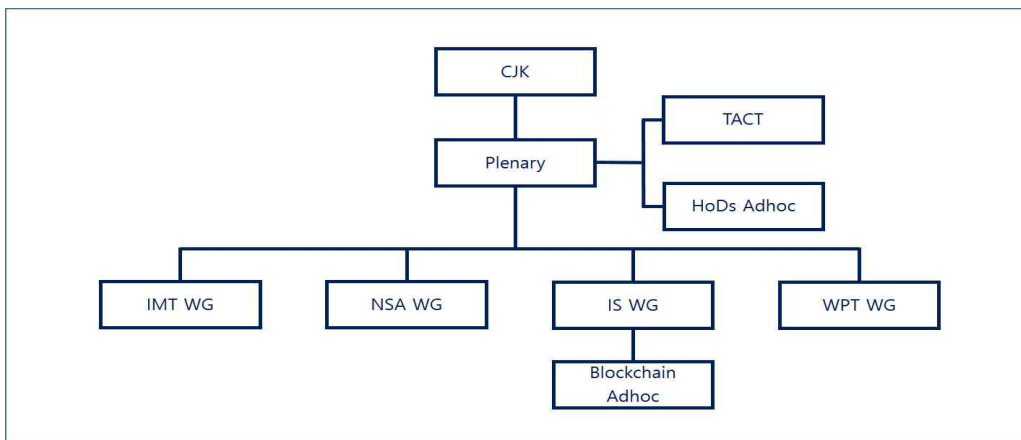 CJK
TACT
Plenary
HoDs Adhoc
IMT WG
NSA WG
IS WG
WPT WG
Blockchain
Adhoc